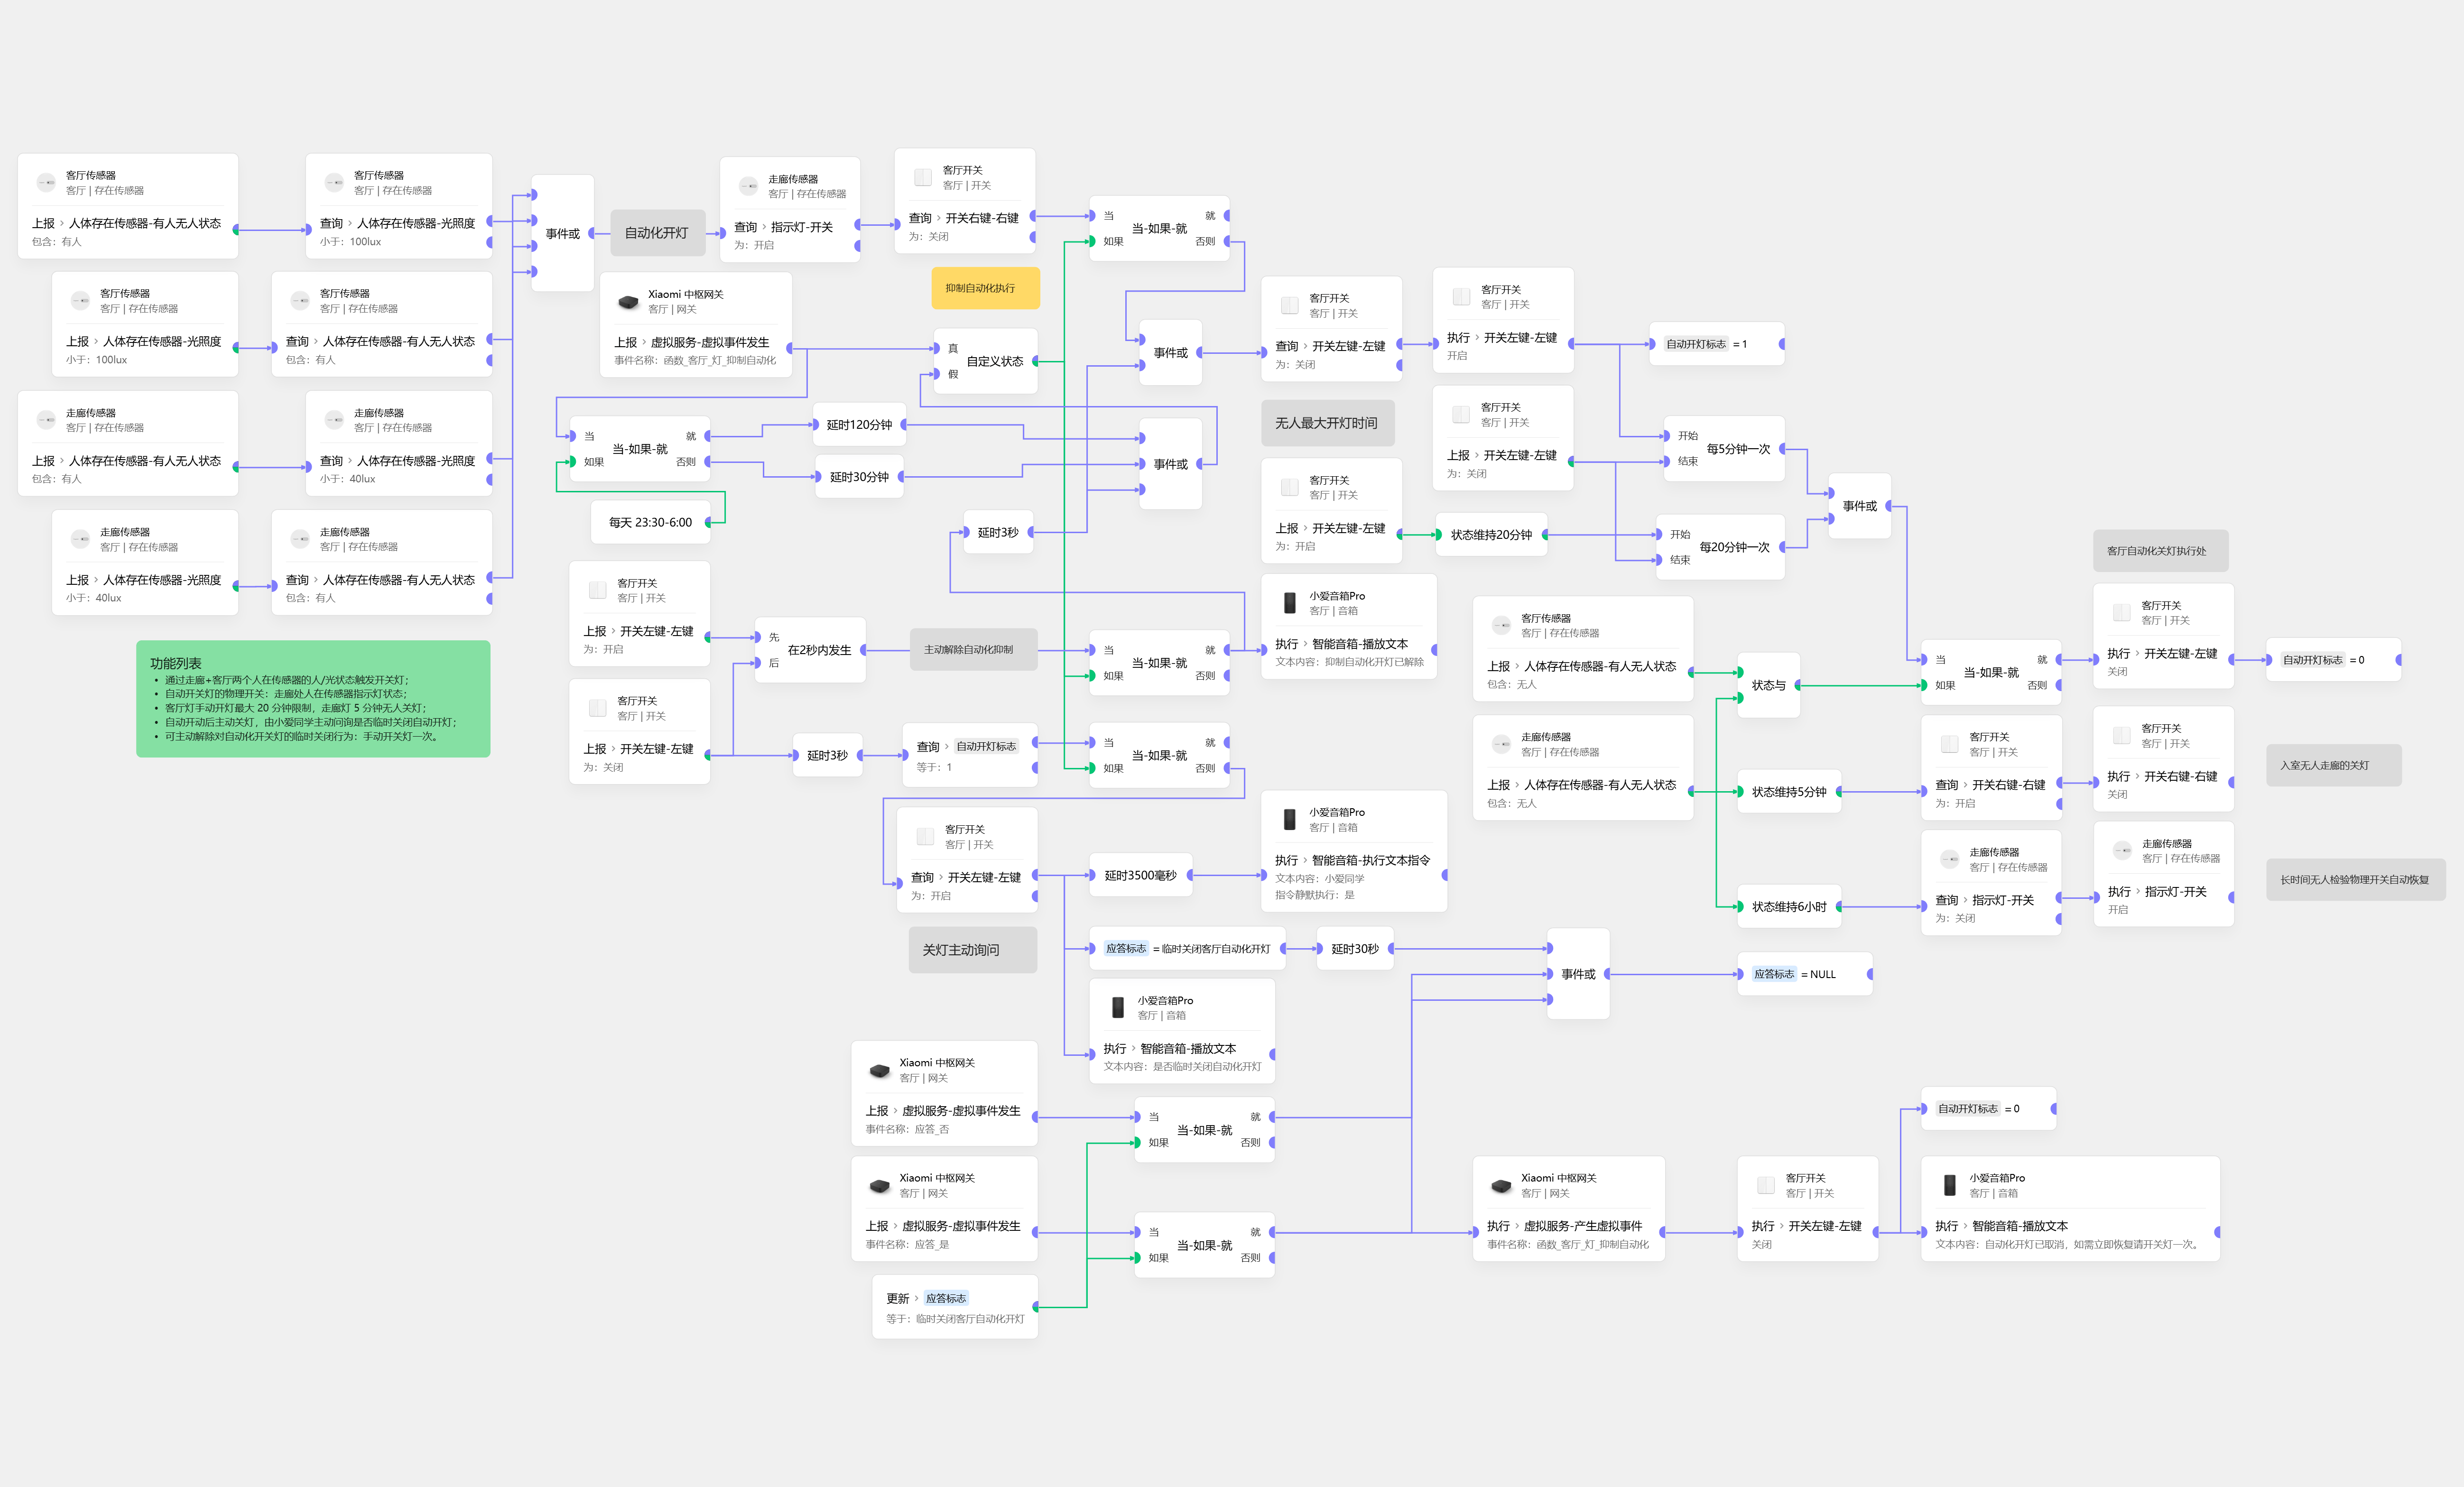 客厅传感器
客厅 | 存在传感器
上报 › 人体存在传感器-有人无人状态
包含：有人
客厅传感器
客厅 | 存在传感器
查询 › 人体存在传感器-光照度
小于：100lux
客厅传感器
客厅 | 存在传感器
上报 › 人体存在传感器-光照度
小于：100lux
客厅传感器
客厅 | 存在传感器
查询 › 人体存在传感器-有人无人状态
包含：有人
走廊传感器
客厅 | 存在传感器
上报 › 人体存在传感器-有人无人状态
包含：有人
走廊传感器
客厅 | 存在传感器
查询 › 人体存在传感器-光照度
小于：40lux
走廊传感器
客厅 | 存在传感器
上报 › 人体存在传感器-光照度
小于：40lux
走廊传感器
客厅 | 存在传感器
查询 › 人体存在传感器-有人无人状态
包含：有人
功能列表
• 通过走廊+客厅两个人在传感器的人/光状态触发开关灯；
• 自动开关灯的物理开关：走廊处人在传感器指示灯状态；
• 客厅灯手动开灯最大 20 分钟限制，走廊灯 5 分钟无人关灯；
• 自动开动后主动关灯，由小爱同学主动问询是否临时关闭自动开灯；
• 可主动解除对自动化开关灯的临时关闭行为：手动开关灯一次。
事件或
自动化开灯
走廊传感器
客厅 | 存在传感器
查询 › 指示灯-开关
为：开启
客厅开关
客厅 | 开关
查询 › 开关右键-右键
为：关闭
当
就
当-如果-就
如果
否则
抑制自动化执行
Xiaomi 中枢网关
客厅 | 网关
上报 › 虚拟服务-虚拟事件发生
事件名称：函数_客厅_灯_抑制自动化
真
自定义状态
假
事件或
客厅开关
客厅 | 开关
查询 › 开关左键-左键
为：关闭
客厅开关
客厅 | 开关
执行 › 开关左键-左键
开启
自动开灯标志 = 1
当
就
当-如果-就
如果
否则
延时120分钟
延时30分钟
每天 23:30-6:00
事件或
延时3秒
无人最大开灯时间
客厅开关
客厅 | 开关
上报 › 开关左键-左键
为：关闭
客厅开关
客厅 | 开关
上报 › 开关左键-左键
为：开启
状态维持20分钟
开始
每5分钟一次
结束
开始
每20分钟一次
结束
事件或
客厅开关
客厅 | 开关
上报 › 开关左键-左键
为：开启
客厅开关
客厅 | 开关
上报 › 开关左键-左键
为：关闭
先
在2秒内发生
后
主动解除自动化抑制
当
就
当-如果-就
如果
否则
小爱音箱Pro
客厅 | 音箱
执行 › 智能音箱-播放文本
文本内容：抑制自动化开灯已解除
延时3秒
查询 › 自动开灯标志
等于：1
当
就
当-如果-就
如果
否则
客厅传感器
客厅 | 存在传感器
上报 › 人体存在传感器-有人无人状态
包含：无人
走廊传感器
客厅 | 存在传感器
上报 › 人体存在传感器-有人无人状态
包含：无人
状态与
客厅自动化关灯执行处
当
就
当-如果-就
如果
否则
客厅开关
客厅 | 开关
执行 › 开关左键-左键
关闭
自动开灯标志 = 0
状态维持5分钟
客厅开关
客厅 | 开关
查询 › 开关右键-右键
为：开启
客厅开关
客厅 | 开关
执行 › 开关右键-右键
关闭
入室无人走廊的关灯
状态维持6小时
走廊传感器
客厅 | 存在传感器
查询 › 指示灯-开关
为：关闭
走廊传感器
客厅 | 存在传感器
执行 › 指示灯-开关
开启
长时间无人检验物理开关自动恢复
客厅开关
客厅 | 开关
查询 › 开关左键-左键
为：开启
关灯主动询问
延时3500毫秒
小爱音箱Pro
客厅 | 音箱
执行 › 智能音箱-执行文本指令
文本内容：小爱同学
指令静默执行：是
应答标志 = 临时关闭客厅自动化开灯
延时30秒
小爱音箱Pro
客厅 | 音箱
执行 › 智能音箱-播放文本
文本内容：是否临时关闭自动化开灯
事件或
应答标志 = NULL
Xiaomi 中枢网关
客厅 | 网关
上报 › 虚拟服务-虚拟事件发生
事件名称：应答_否
当
就
当-如果-就
如果
否则
Xiaomi 中枢网关
客厅 | 网关
上报 › 虚拟服务-虚拟事件发生
事件名称：应答_是
当
就
当-如果-就
如果
否则
更新 › 应答标志
等于：临时关闭客厅自动化开灯
Xiaomi 中枢网关
客厅 | 网关
执行 › 虚拟服务-产生虚拟事件
事件名称：函数_客厅_灯_抑制自动化
客厅开关
客厅 | 开关
执行 › 开关左键-左键
关闭
自动开灯标志 = 0
小爱音箱Pro
客厅 | 音箱
执行 › 智能音箱-播放文本
文本内容：自动化开灯已取消，如需立即恢复请开关灯一次。